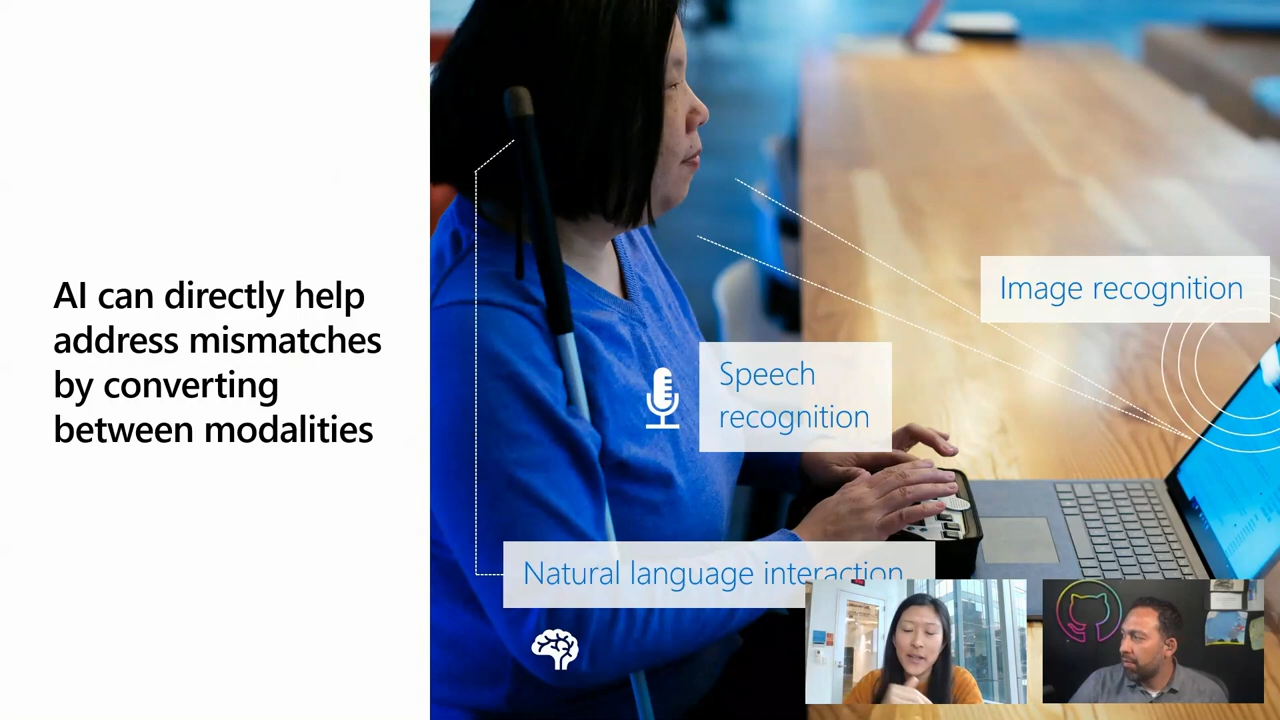 AI can directly help
address mismatches
by converting
between modalities
Image recognition
Speech
recognition
Natural language interaction